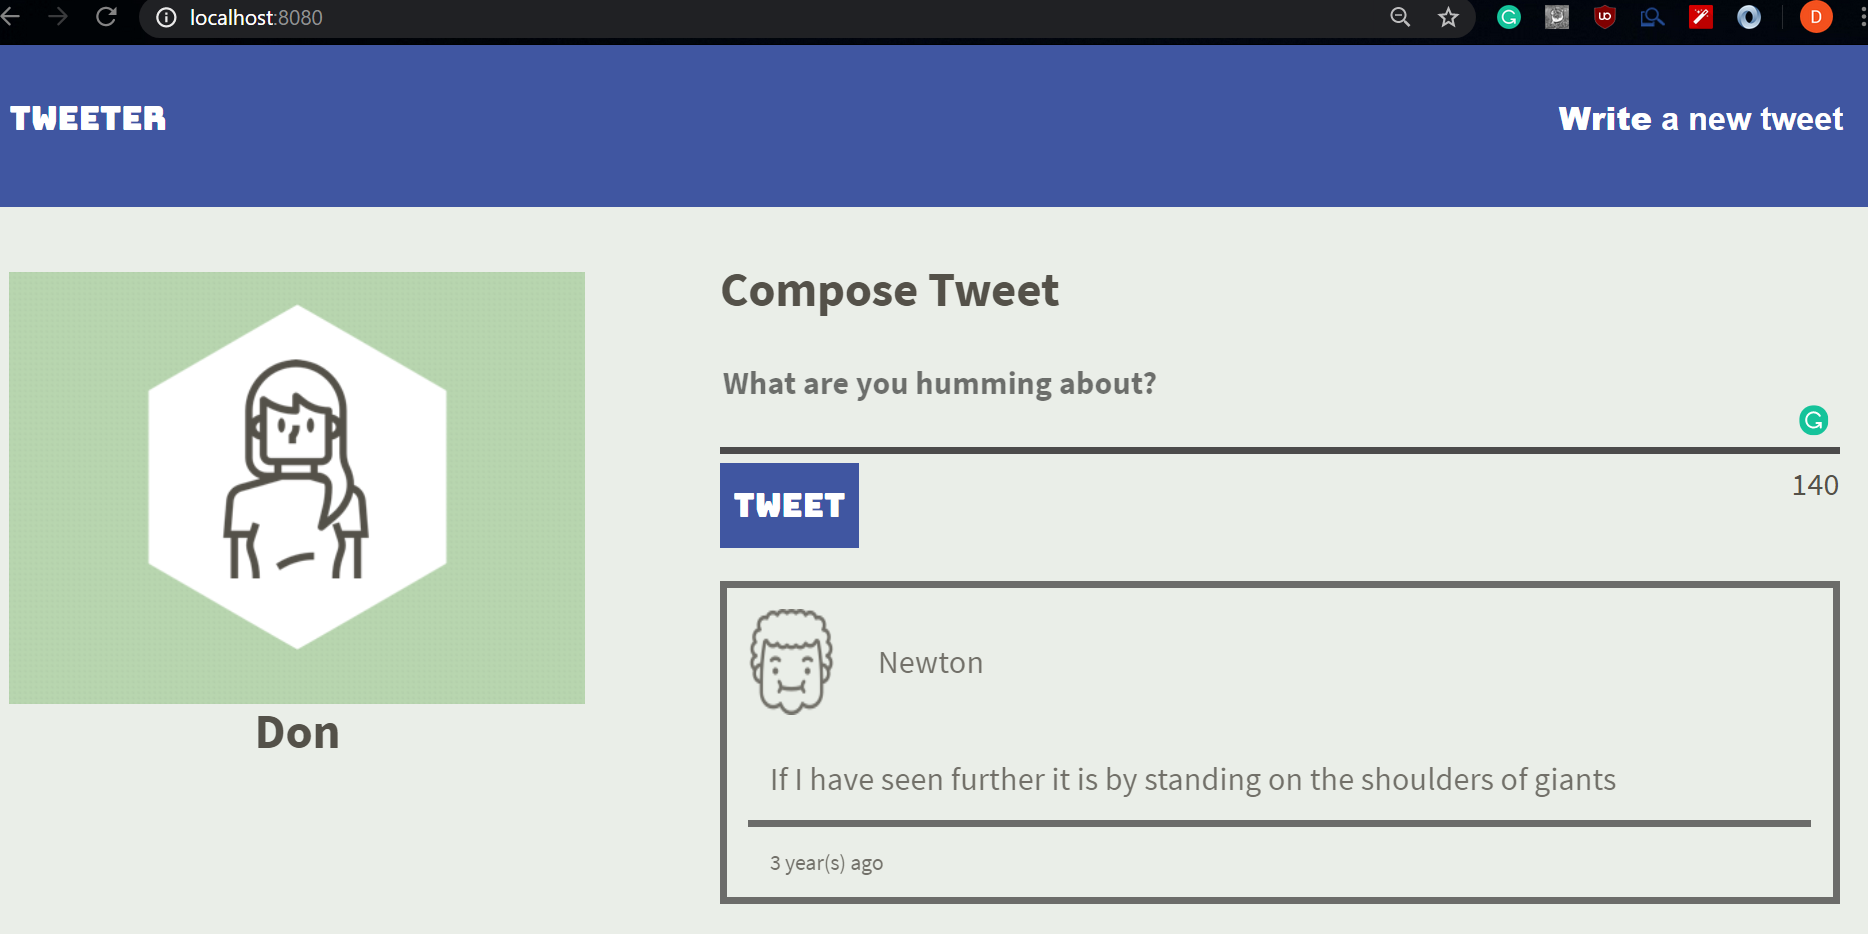 localhost:8080
D
TWEETER
Write a new tweet
Compose Tweet
What are you humming about?
TWEET
140
Don
Newton
If I have seen further it is by standing on the shoulders of giants
3 year(s) ago